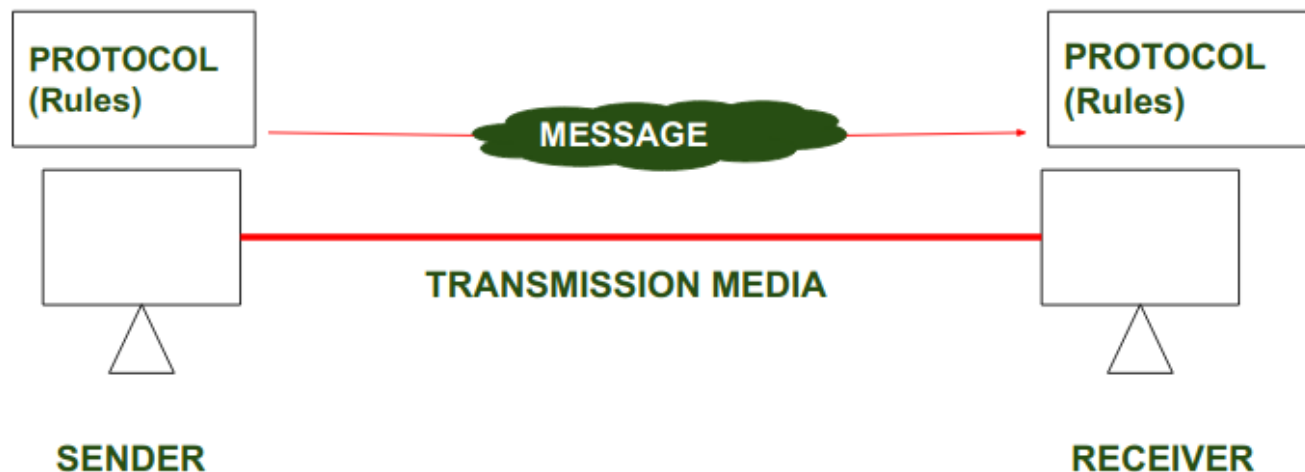 PROTOCOL
(Rules)
PROTOCOL
(Rules)
MESSAGE
TRANSMISSION MEDIA
SENDER
RECEIVER